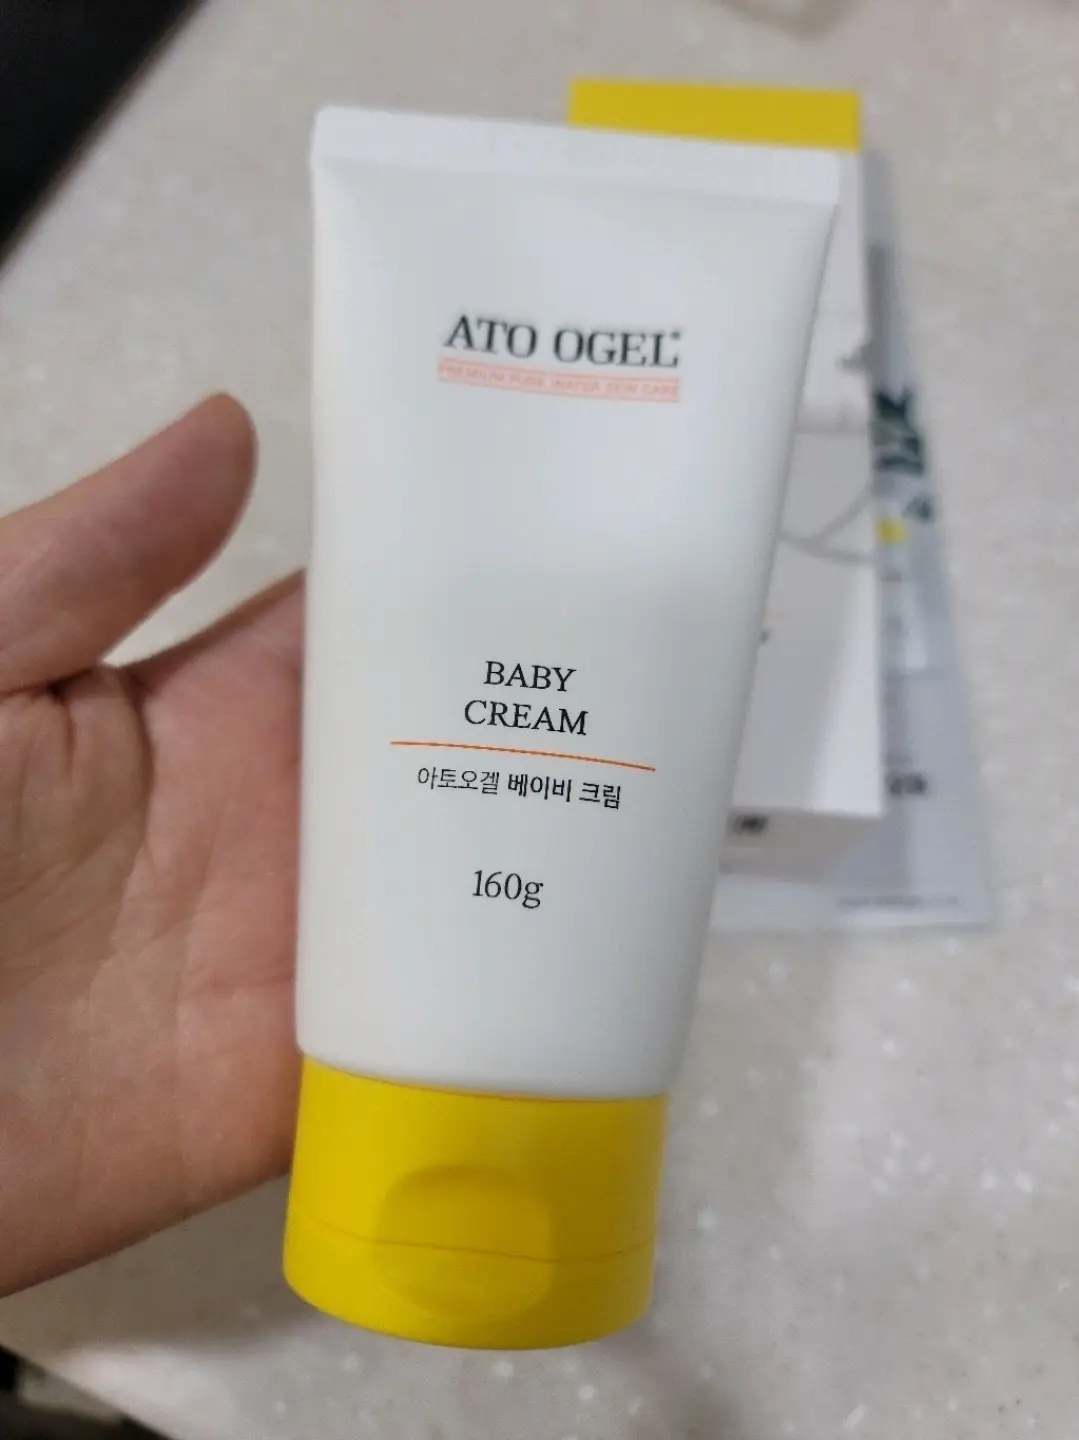 ATO OGEL
PREMIUM PURE WATER SKIN CARE
BABY
CREAM
아토오겔 베이비 크림
160g